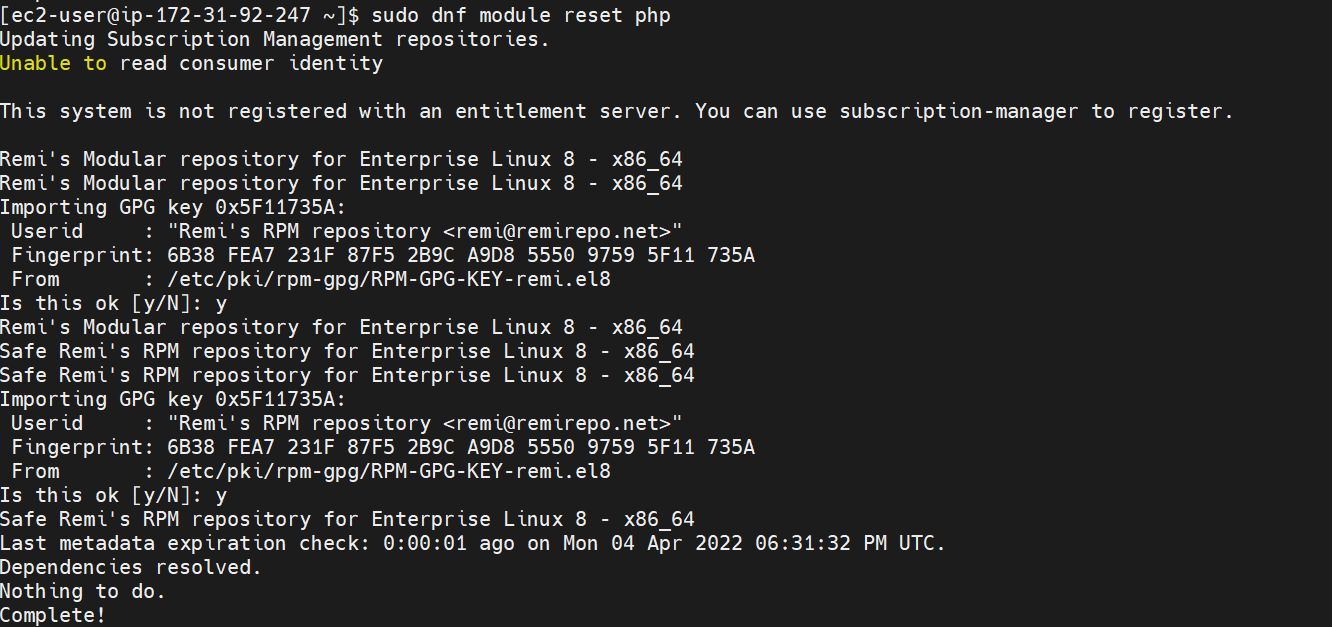 [ec2-user@ip-172-31-92-247 ~]$ sudo dnf module reset php
Updating Subscription Management repositories.
Unable to read consumer identity
This system is not registered with an entitlement server. You can use subscription-manager to register.
Remi's Modular repository for Enterprise Linux 8 - x86_64
Remi's Modular repository for Enterprise Linux 8 - x86_64
Importing GPG key 0x5F11735A:
 Userid     : "Remi's RPM repository <remi@remirepo.net>"
 Fingerprint: 6B38 FEA7 231F 87F5 2B9C A9D8 5550 9759 5F11 735A
 From       : /etc/pki/rpm-gpg/RPM-GPG-KEY-remi.el8
Is this ok [y/N]: y
Remi's Modular repository for Enterprise Linux 8 - x86_64
Safe Remi's RPM repository for Enterprise Linux 8 - x86_64
Safe Remi's RPM repository for Enterprise Linux 8 - x86_64
Importing GPG key 0x5F11735A:
 Userid     : "Remi's RPM repository <remi@remirepo.net>"
 Fingerprint: 6B38 FEA7 231F 87F5 2B9C A9D8 5550 9759 5F11 735A
 From       : /etc/pki/rpm-gpg/RPM-GPG-KEY-remi.el8
Is this ok [y/N]: y
Safe Remi's RPM repository for Enterprise Linux 8 - x86_64
Last metadata expiration check: 0:00:01 ago on Mon 04 Apr 2022 06:31:32 PM UTC.
Dependencies resolved.
Nothing to do.
Complete!